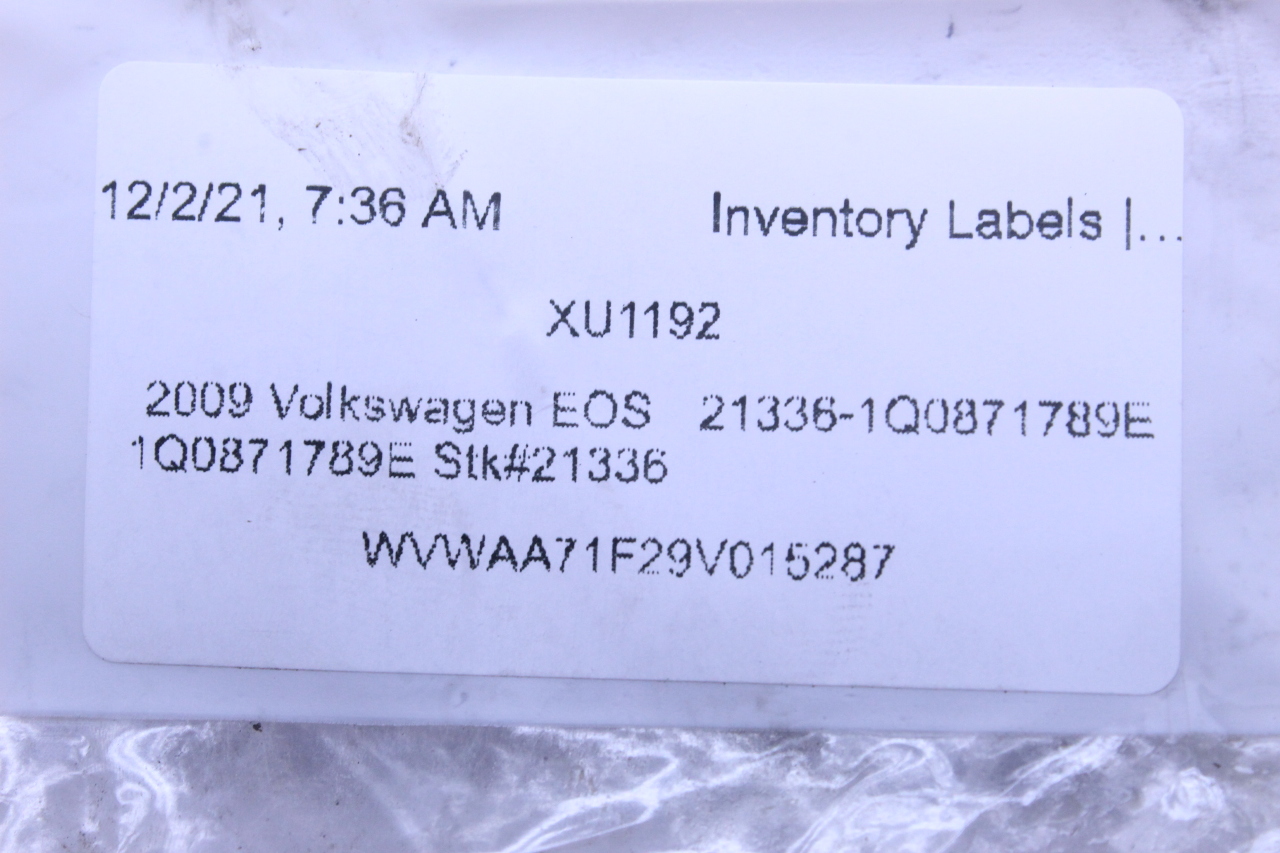 12/2/21, 7:36 AM Inventory Labels |...
XU1192
2009 Volkswagen EOS 21336-1Q0871789E
1Q0871789E Stk#21336
WVWAA71F29V015287